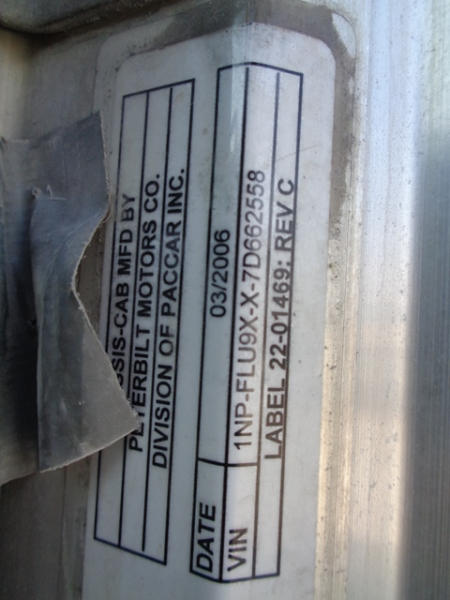 SSIS-CAB MFD BY
PETERBILT MOTORS CO.
DIVISION OF PACCAR INC.
DATE 03/2006
VIN 1NP-FLU9X-X-7D662558
LABEL 22-01469: REV C